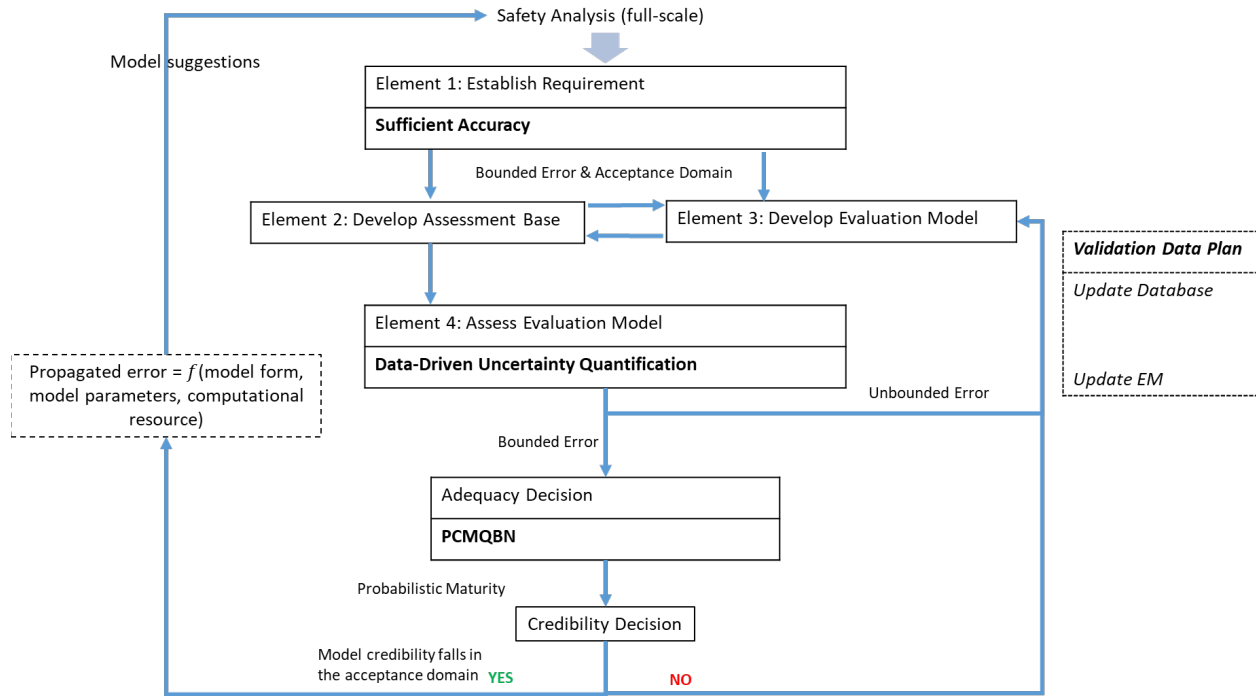 Safety Analysis (full-scale)
Model suggestions
Element 1: Establish Requirement
Sufficient Accuracy
Bounded Error & Acceptance Domain
Element 2: Develop Assessment Base
Element 3: Develop Evaluation Model
Validation Data Plan
Update Database
Update EM
Element 4: Assess Evaluation Model
Data-Driven Uncertainty Quantification
Propagated error = f(model form,
model parameters, computational
resource)
Unbounded Error
Bounded Error
Adequacy Decision
PCMQBN
Probabilistic Maturity
Credibility Decision
Model credibility falls in
the acceptance domain YES
NO